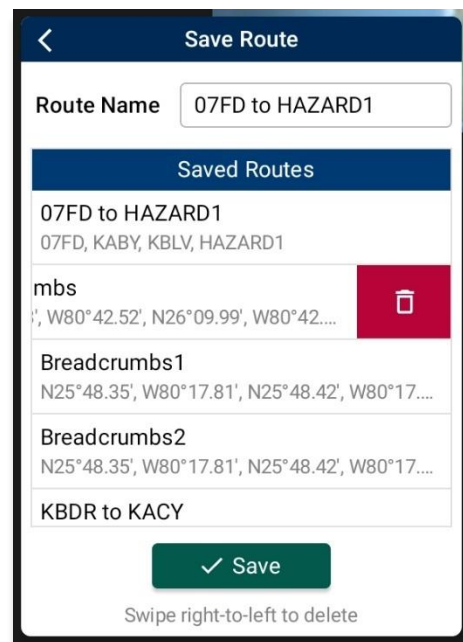 Save Route
Route Name 07FD to HAZARD1
Saved Routes
07FD to HAZARD1
07FD, KABY, KBLV, HAZARD1
mbs
', W80°42.52', N26°09.99', W80°42....
Breadcrumbs1
N25°48.35', W80°17.81', N25°48.42', W80°17....
Breadcrumbs2
N25°48.35', W80°17.81', N25°48.42', W80°17....
KBDR to KACY
Save
Swipe right-to-left to delete